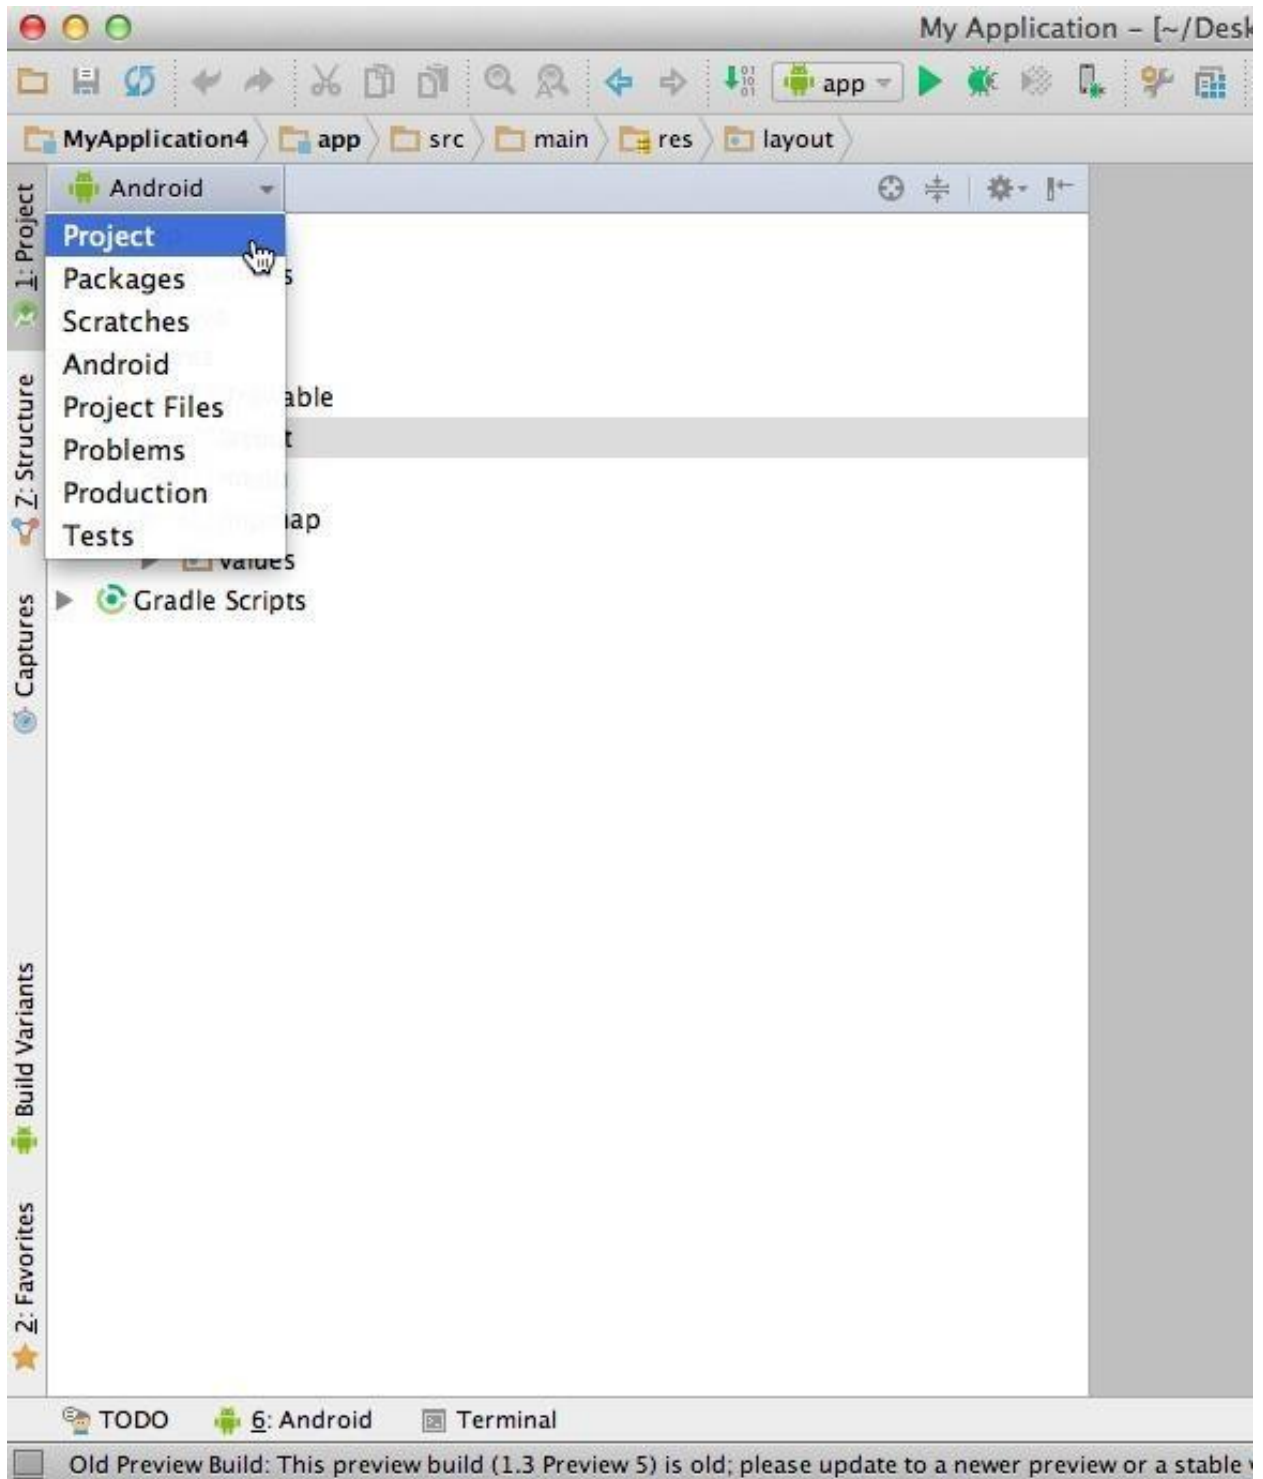 My Application – [~/Desk
app
MyApplication4 app src main res layout
1: Project
Android
Project
Packages
Scratches
Android
Project Files
Problems
Production
Tests
s
able
t
ap
values
Gradle Scripts
Z: Structure
Captures
Build Variants
2: Favorites
TODO 6: Android Terminal
Old Preview Build: This preview build (1.3 Preview 5) is old; please update to a newer preview or a stable